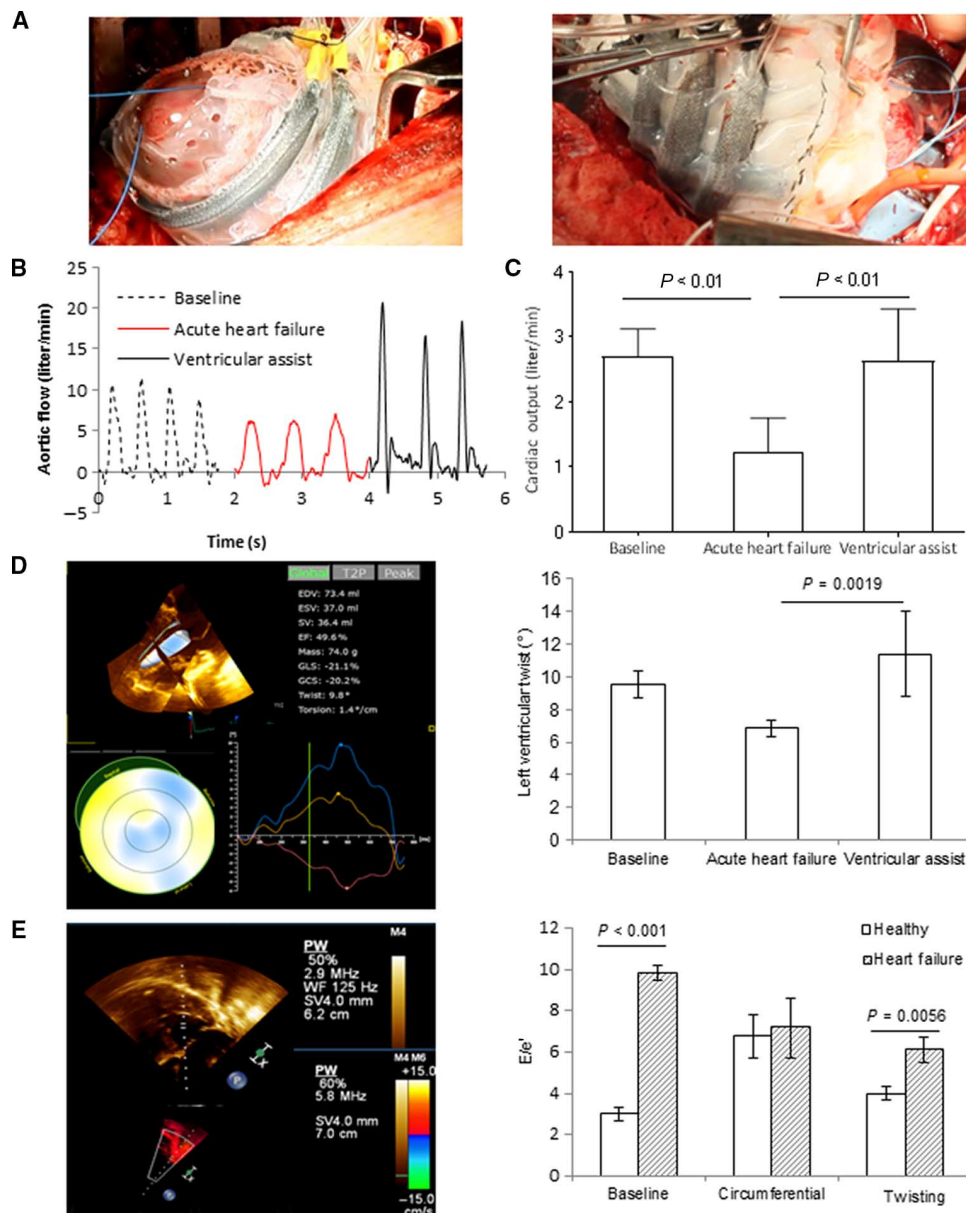 A
B
25
20
15
10
5
0
−5
Aortic flow (liter/min)
Baseline
Acute heart failure
Ventricular assist
0 1 2 3 4 5 6
Time (s)
C
P < 0.01 P < 0.01
4
3
2
1
0
Cardiac output (liter/min)
Baseline Acute heart failure Ventricular assist
D
Global T2P Peak
EDV: 73.4 ml
ESV: 37.0 ml
SV: 36.4 ml
EF: 49.6%
Mass: 74.0 g
GLS: -21.1%
GCS: -20.2%
Twist: 9.8°
Torsion: 1.4°/cm
P = 0.0019
16
14
12
10
8
6
4
2
0
Left ventricular twist (°)
Baseline Acute heart failure Ventricular assist
E
PW
50%
2.9 MHz
WF 125 Hz
SV4.0 mm
6.2 cm
M4
P
PW
60%
5.8 MHz
SV4.0 mm
7.0 cm
M4 M6
+15.0
−15.0
cm/s
12
10
8
6
4
2
0
E/e'
P < 0.001
Healthy
Heart failure
P = 0.0056
Baseline Circumferential Twisting